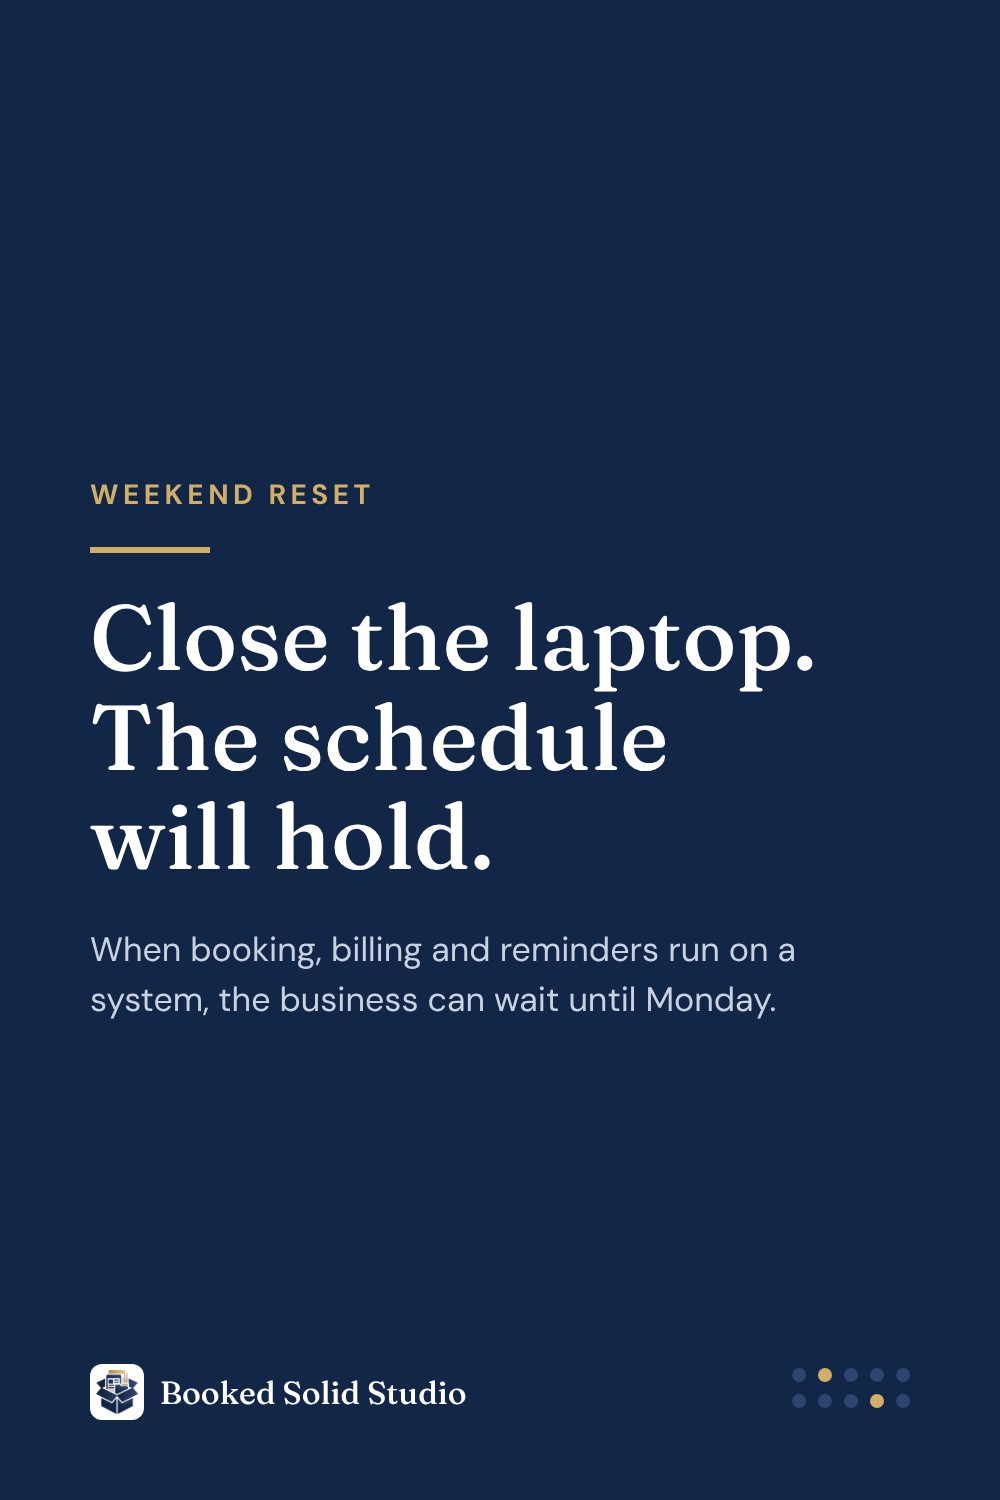 WEEKEND RESET
Close the laptop.
The schedule
will hold.
When booking, billing and reminders run on a
system, the business can wait until Monday.
Booked Solid Studio